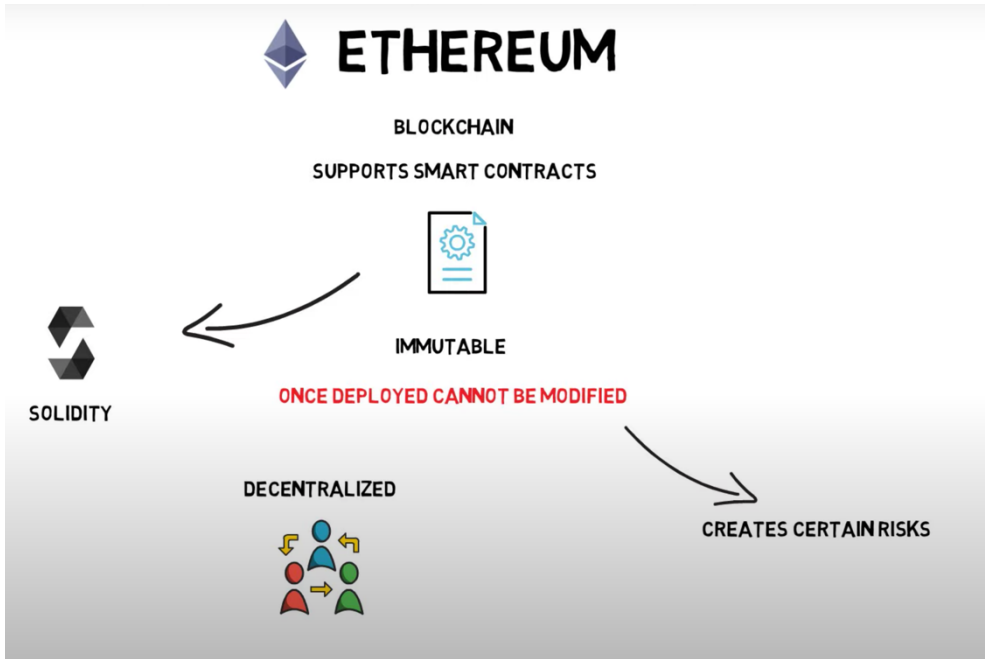 ETHEREUM
BLOCKCHAIN
SUPPORTS SMART CONTRACTS
IMMUTABLE
ONCE DEPLOYED CANNOT BE MODIFIED
SOLIDITY
DECENTRALIZED
CREATES CERTAIN RISKS